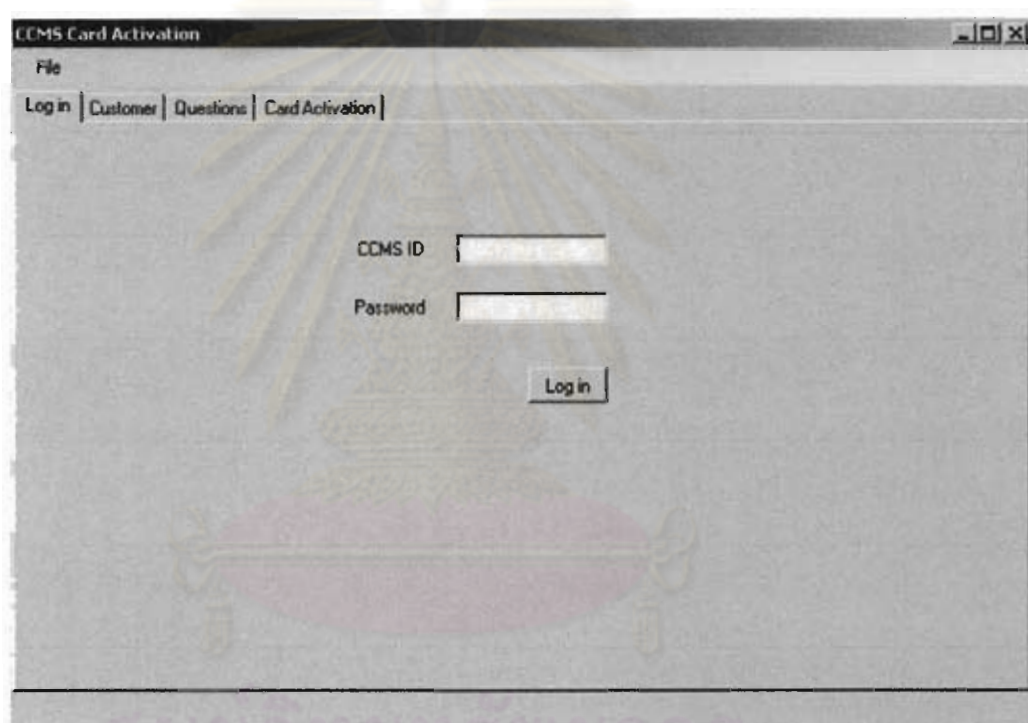 CCMS Card Activation
File
Log in Customer Questions Card Activation
CCMS ID
Password
Log in